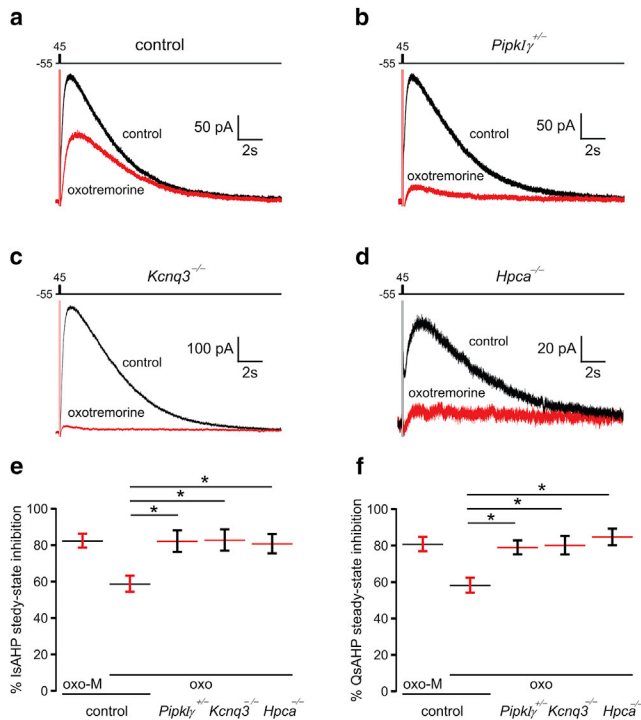 a
control
45
-55
control
oxotremorine
50 pA
2s
b
PipkIγ+/−
45
-55
control
oxotremorine
50 pA
2s
c
Kcnq3−/−
45
-55
control
oxotremorine
100 pA
2s
d
Hpca−/−
45
-55
control
oxotremorine
20 pA
2s
e
% IsAHP stedy-state inhibition
100
80
60
40
20
0
*
*
*
oxo-M
oxo
control
PipkIγ+/−
Kcnq3−/−
Hpca−/−
f
% QsAHP steady-state inhibition
100
80
60
40
20
0
*
*
*
oxo-M
oxo
control
PipkIγ+/−
Kcnq3−/−
Hpca−/−